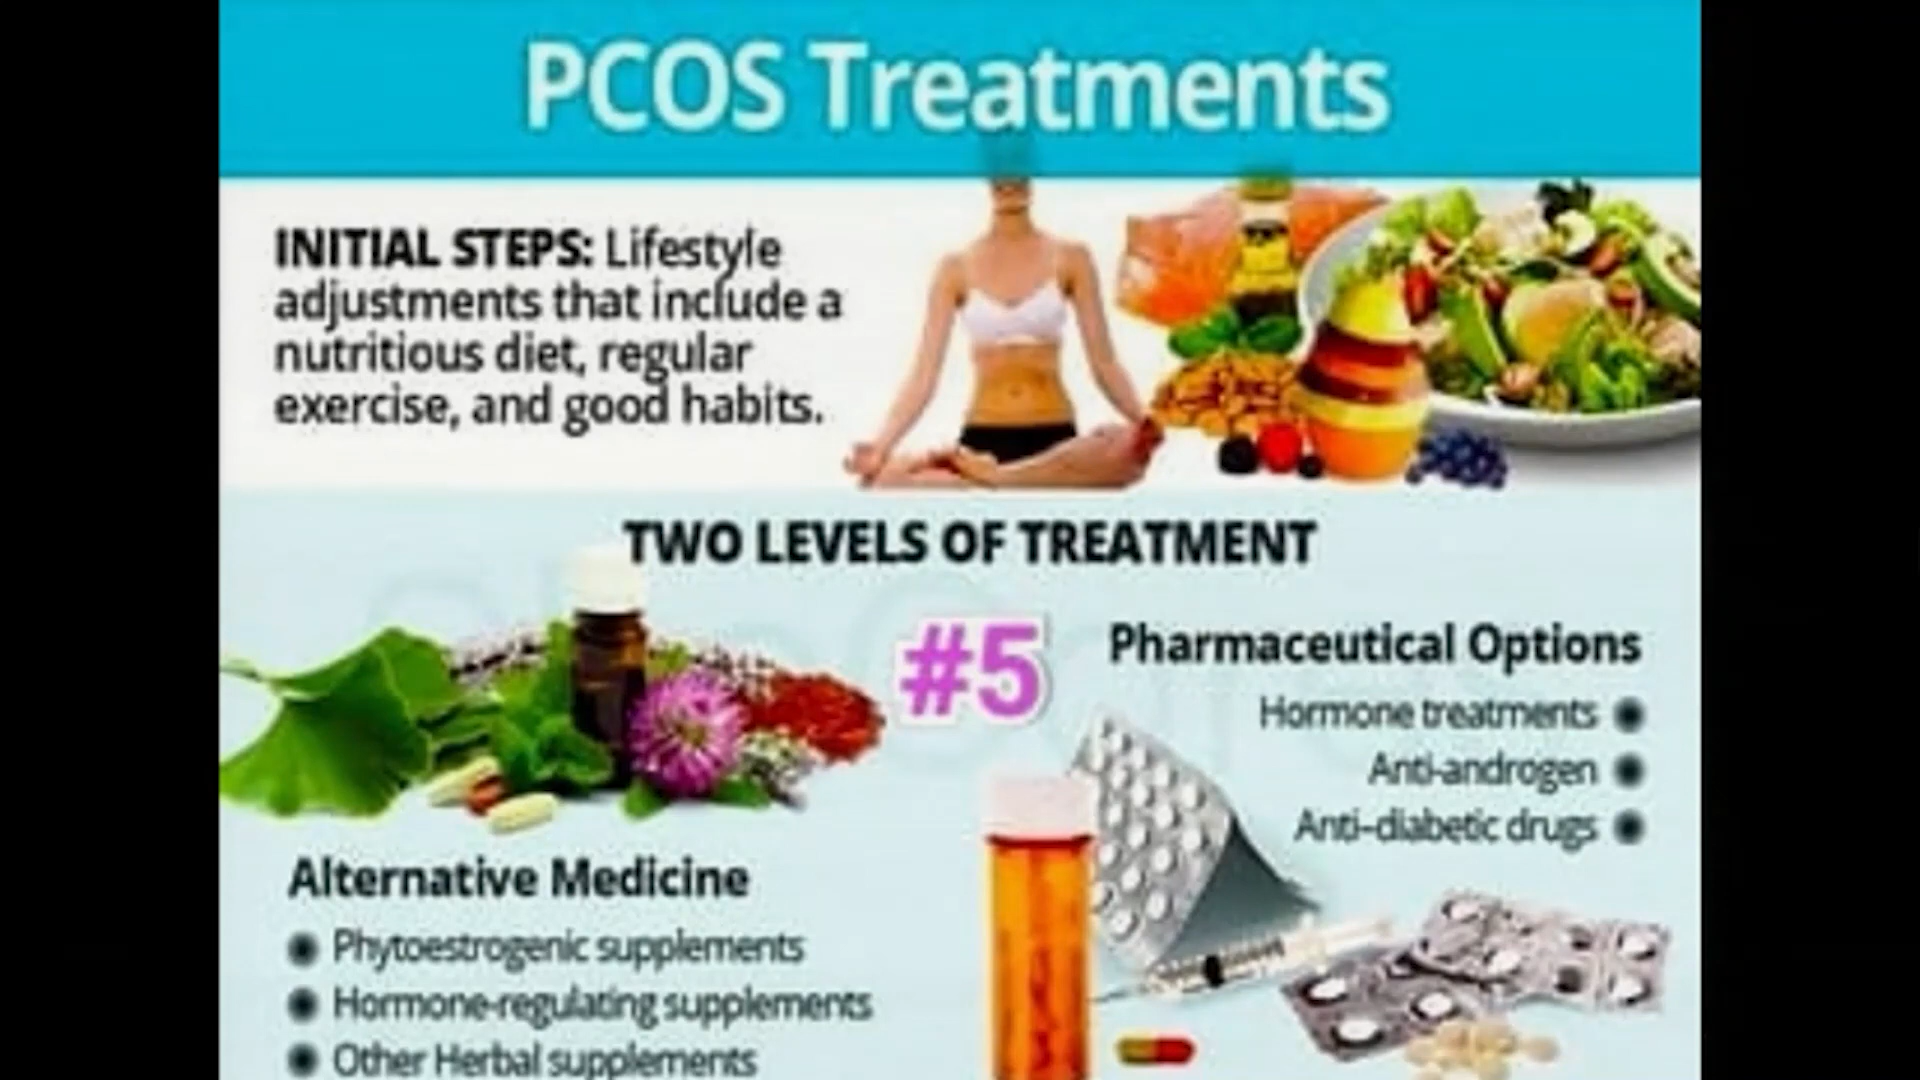 PCOS Treatments
INITIAL STEPS: Lifestyle
adjustments that include a
nutritious diet, regular
exercise, and good habits.
TWO LEVELS OF TREATMENT
#5
Pharmaceutical Options
Hormone treatments
Anti-androgen
Anti-diabetic drugs
Alternative Medicine
Phytoestrogenic supplements
Hormone-regulating supplements
Other Herbal supplements